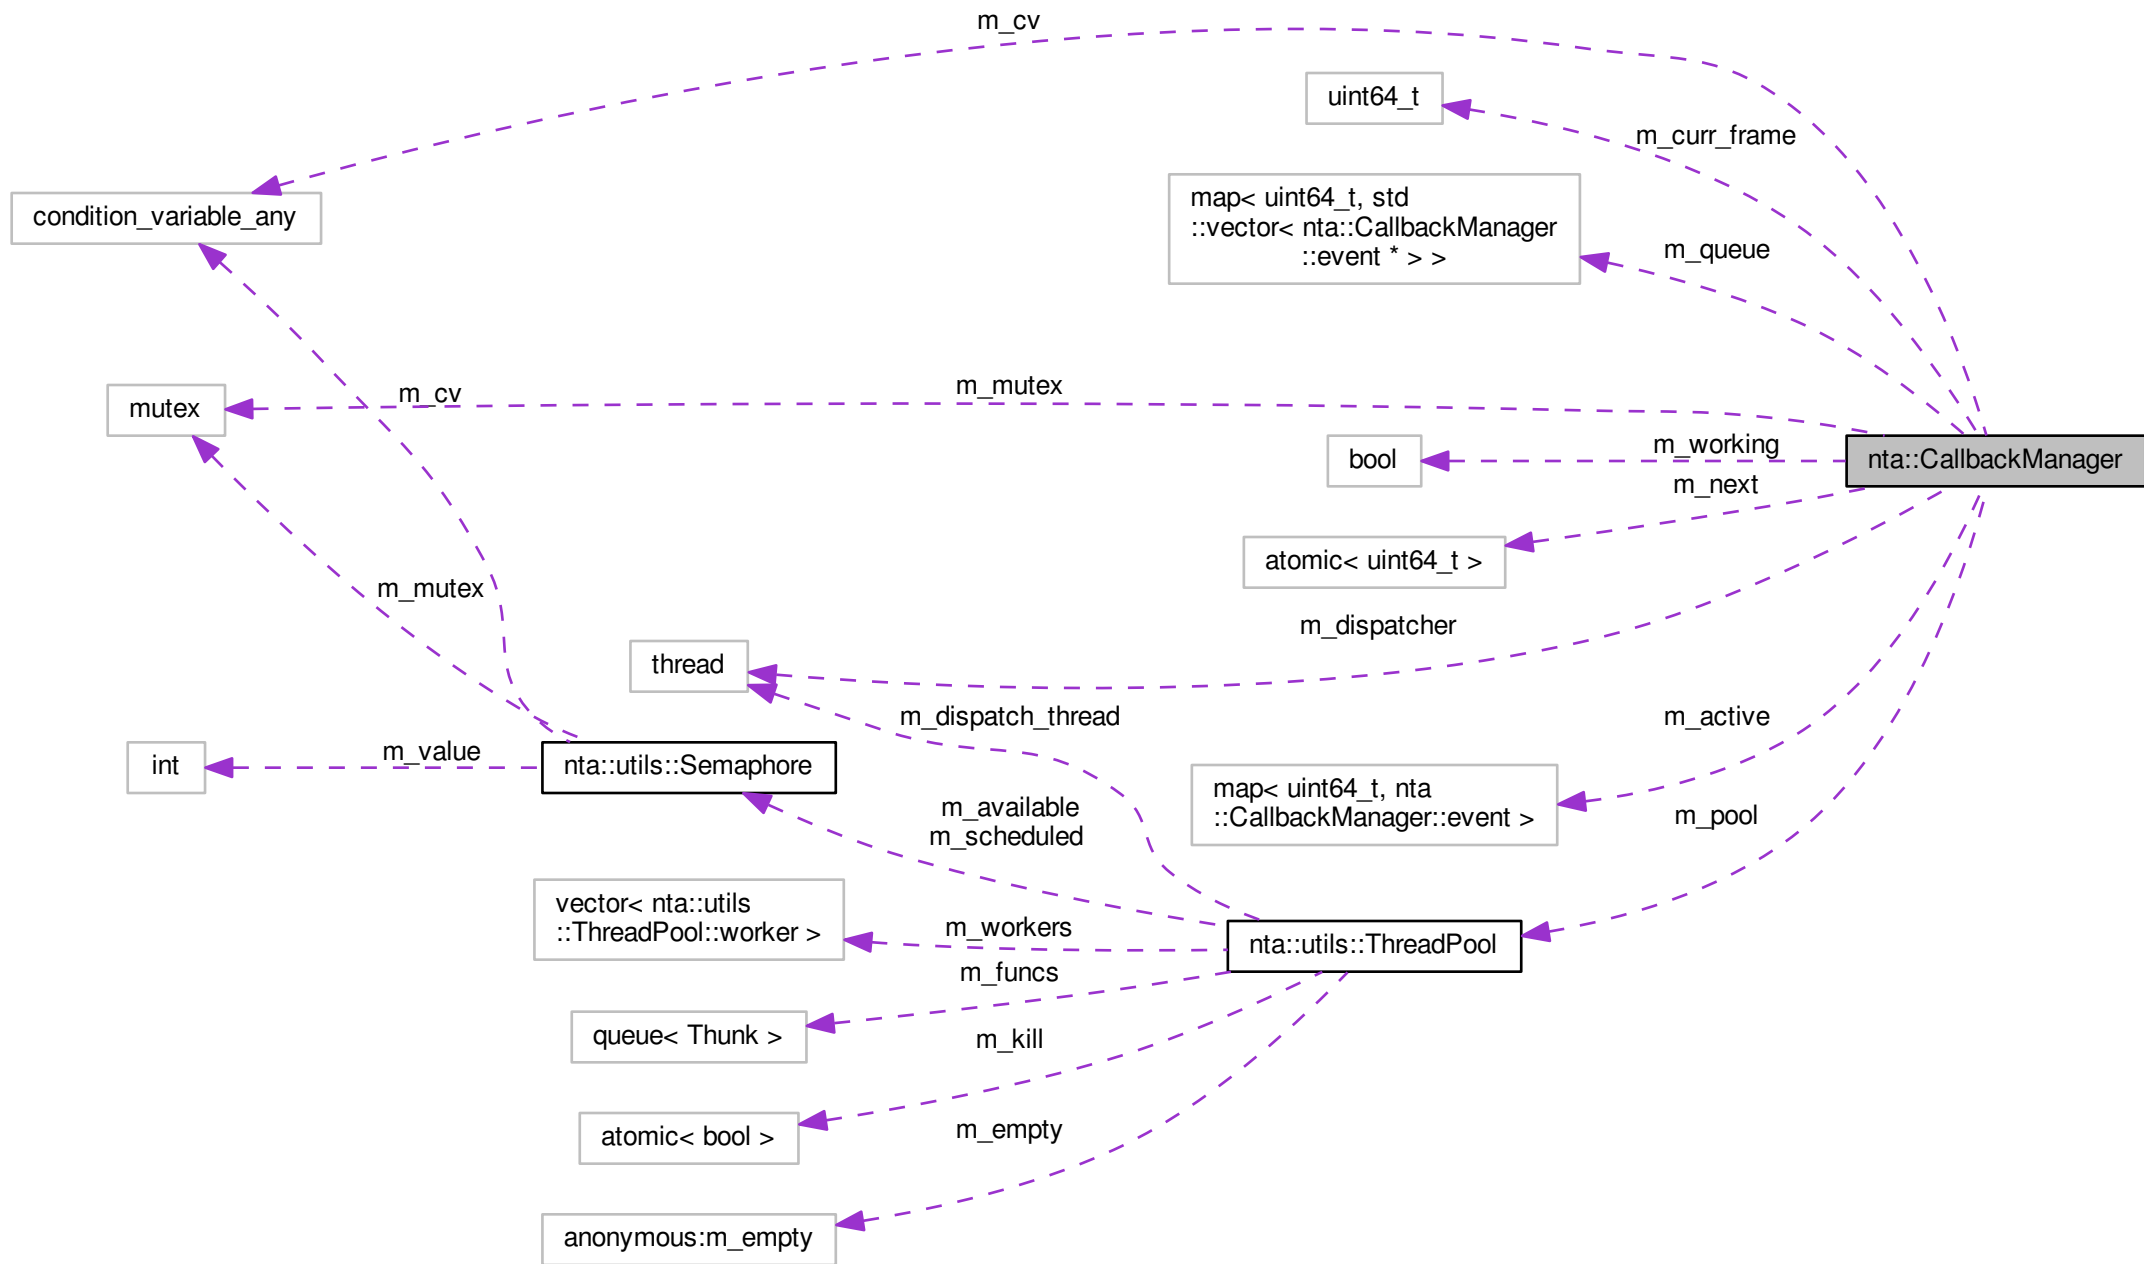 m_cv
uint64_t
m_curr_frame
map< uint64_t, std
::vector< nta::CallbackManager
::event * > >
condition_variable_any
m_queue
mutex
m_cv
m_mutex
bool
m_working
nta::CallbackManager
m_next
atomic< uint64_t >
m_mutex
m_dispatcher
thread
m_dispatch_thread
m_active
int
m_value
nta::utils::Semaphore
map< uint64_t, nta
::CallbackManager::event >
m_available
m_scheduled
m_pool
vector< nta::utils
::ThreadPool::worker >
m_workers
nta::utils::ThreadPool
m_funcs
queue< Thunk >
m_kill
atomic< bool >
m_empty
anonymous:m_empty